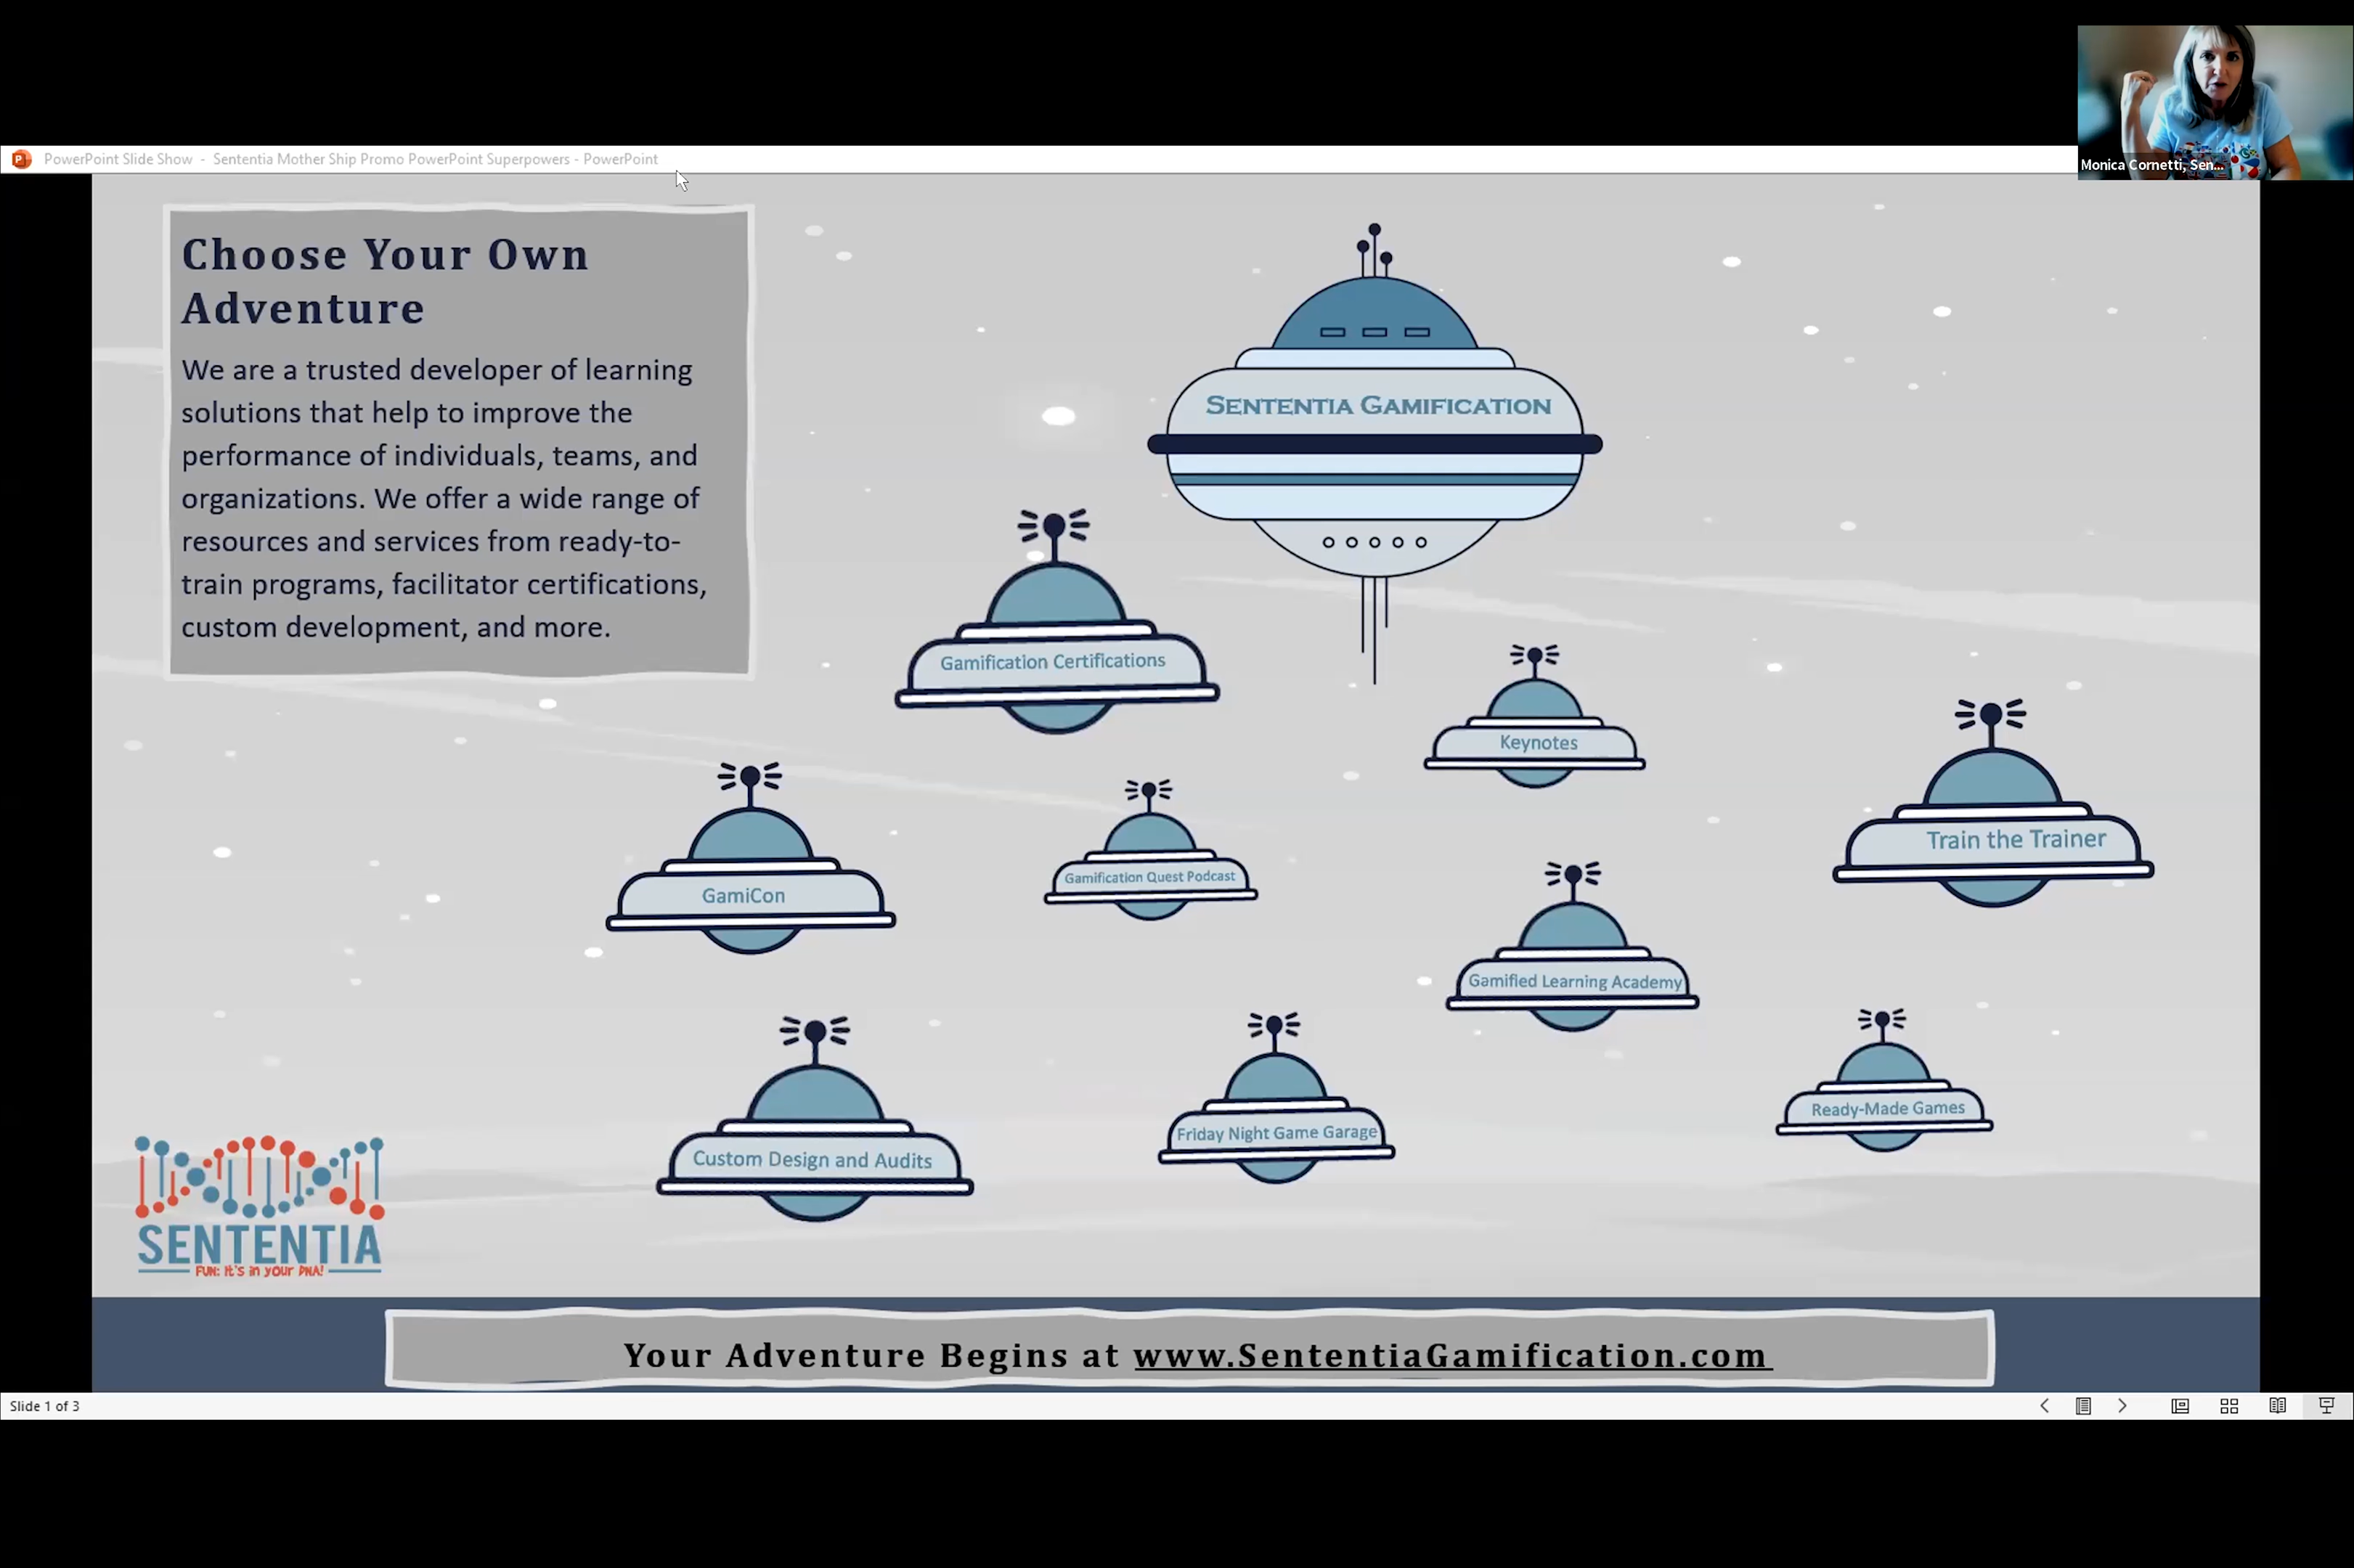 Monica Cornetti, Sen...
PowerPoint Slide Show - Sententia Mother Ship Promo PowerPoint Superpowers - PowerPoint
Choose Your Own
Adventure
We are a trusted developer of learning
solutions that help to improve the
performance of individuals, teams, and
organizations. We offer a wide range of
resources and services from ready-to-
train programs, facilitator certifications,
custom development, and more.
SENTENTIA GAMIFICATION
Gamification Certifications
Keynotes
Train the Trainer
GamiCon
Gamification Quest Podcast
Gamified Learning Academy
Custom Design and Audits
Friday Night Game Garage
Ready-Made Games
SENTENTIA
FUN: It's in your DNA!
Your Adventure Begins at www.SententiaGamification.com
Slide 1 of 3